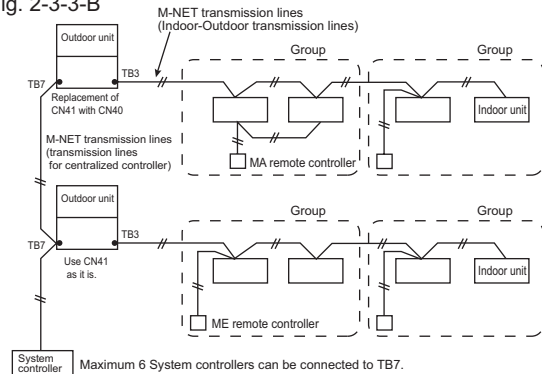 ig. 2-3-3-B
M-NET transmission lines
(Indoor-Outdoor transmission lines)
Outdoor unit
Group
Group
TB7
TB3
Replacement of
CN41 with CN40
Indoor unit
M-NET transmission lines
(transmission lines
for centralized controller)
MA remote controller
Outdoor unit
Group
Group
TB7
TB3
Use CN41
as it is.
Indoor unit
ME remote controller
System
controller
Maximum 6 System controllers can be connected to TB7.